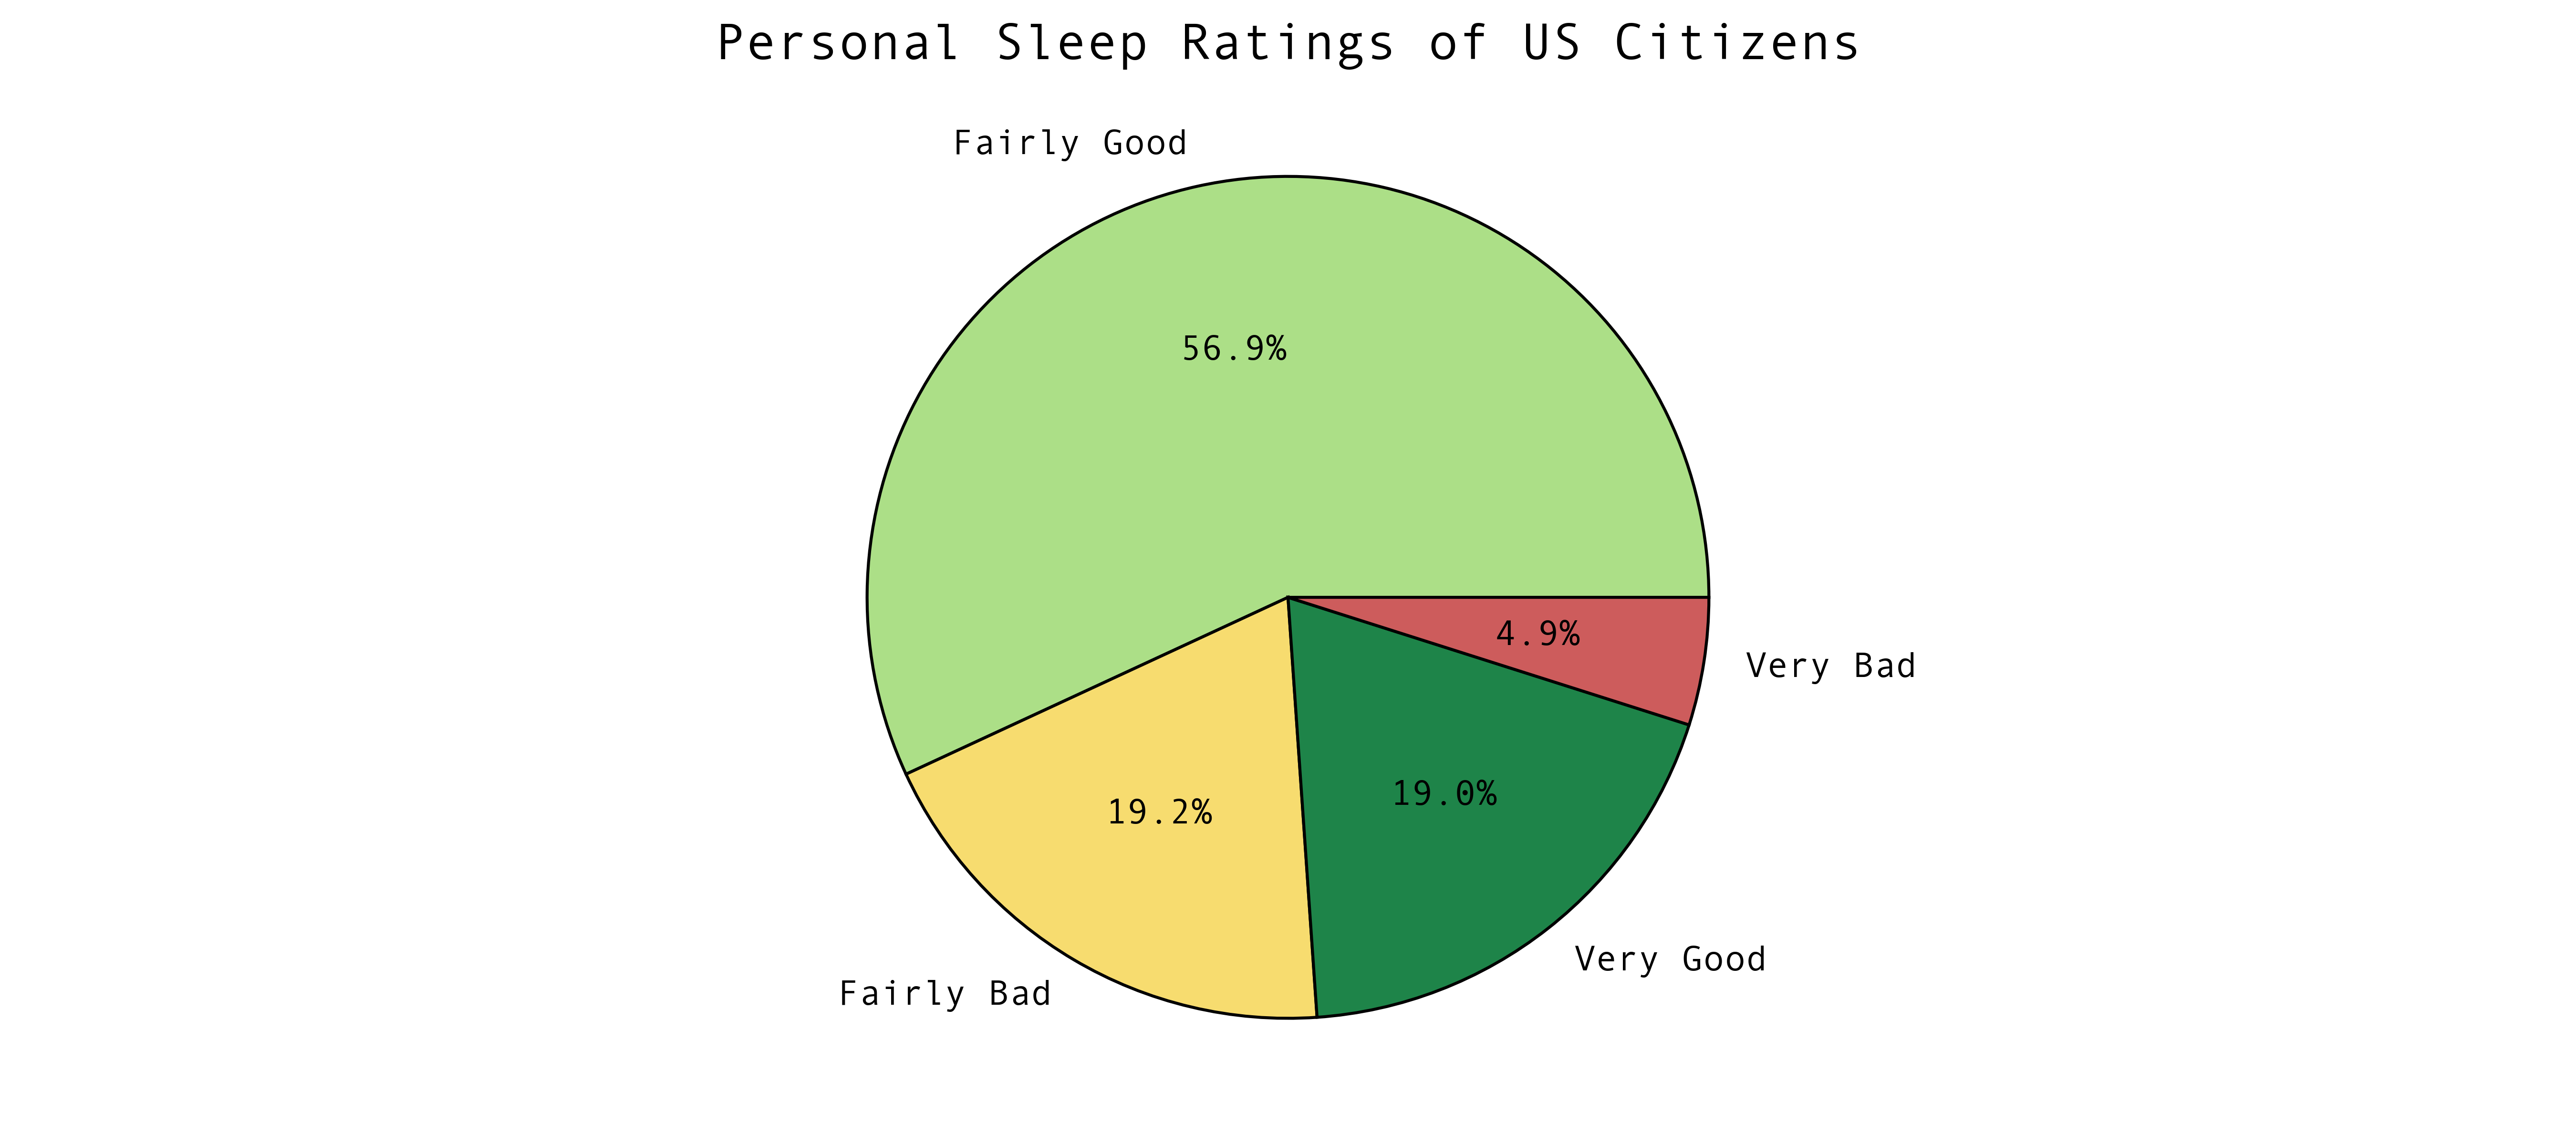 Personal Sleep Ratings of US Citizens
Fairly Good
56.9%
4.9%
Very Bad
19.0%
19.2%
Very Good
Fairly Bad